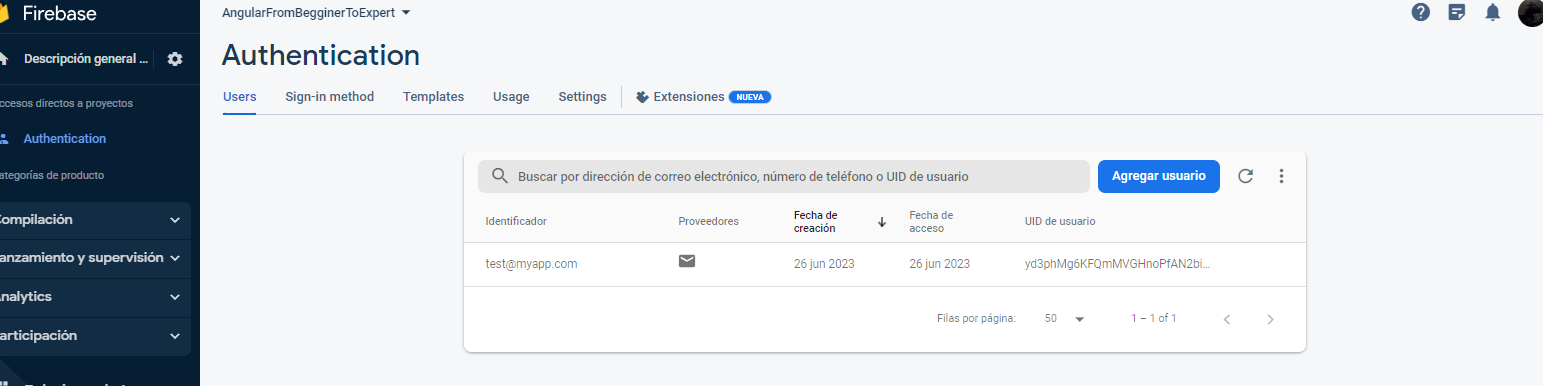 Firebase
AngularFromBegginerToExpert
Authentication
Descripción general ...
Users Sign-in method Templates Usage Settings Extensiones NUEVA
ccesos directos a proyectos
Authentication
ategorías de producto
Buscar por dirección de correo electrónico, número de teléfono o UID de usuario
Agregar usuario
Compilación
anzamiento y supervisión
Analytics
articipación
Identificador Proveedores Fecha de creación Fecha de acceso UID de usuario
test@myapp.com 26 jun 2023 26 jun 2023 yd3phMg6KFQmMVGHnoPfAN2bi...
Filas por página: 50 1 – 1 of 1